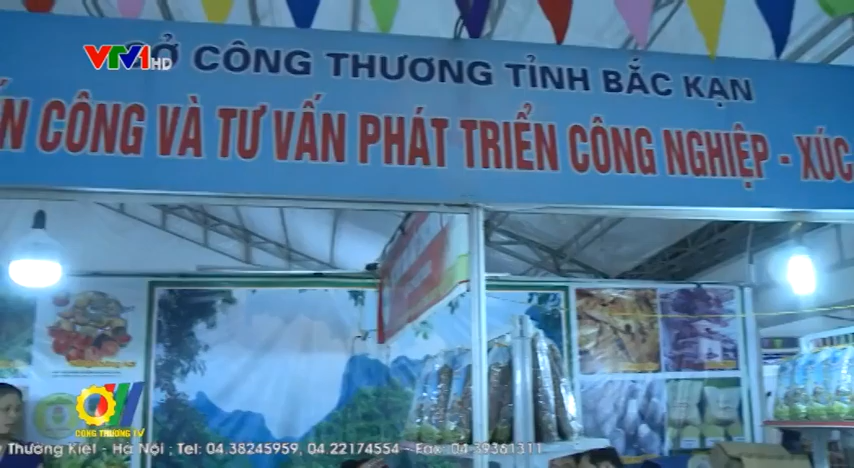 VTV1 HD
SỞ CÔNG THƯƠNG TỈNH BẮC KẠN
CÔNG VÀ TƯ VẤN PHÁT TRIỂN CÔNG NGHIỆP - XÚC
CÔNG THƯƠNG TV
Thường Kiệt - Hà Nội ; Tel: 04.38245959, 04.22174554 - Fax: 04.39361311